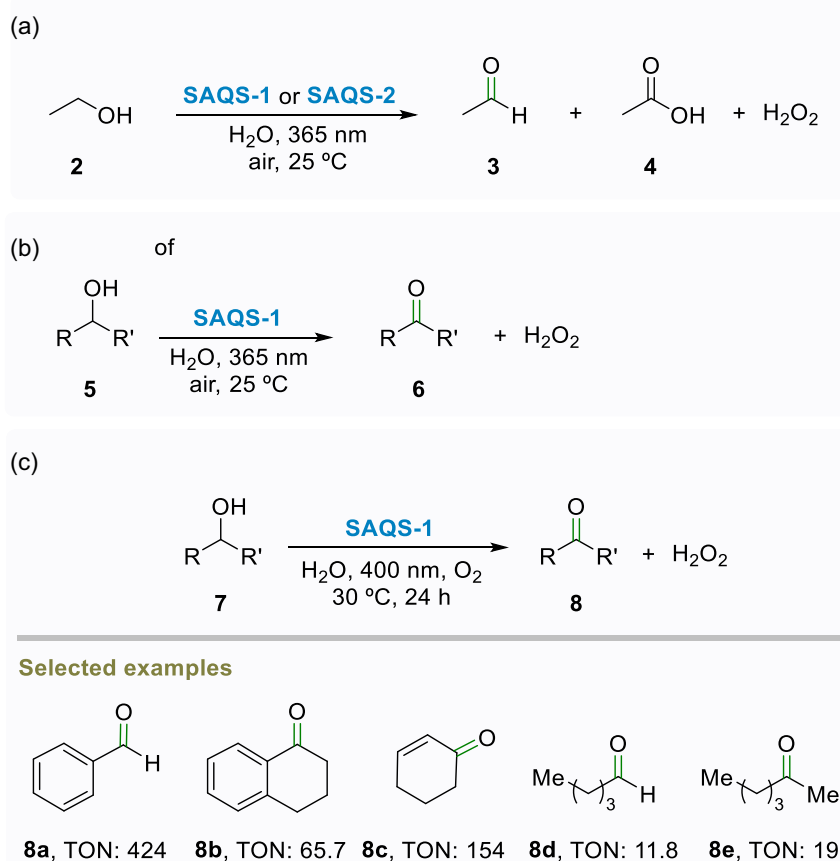 (a)
OH
2
SAQS-1 or SAQS-2
H₂O, 365 nm
air, 25 ºC
O
H
3
+
O
OH
4
+ H₂O₂
(b)
of
OH
R R'
5
SAQS-1
H₂O, 365 nm
air, 25 ºC
O
R R'
6
+ H₂O₂
(c)
OH
R R'
7
SAQS-1
H₂O, 400 nm, O₂
30 ºC, 24 h
O
R R'
8
+ H₂O₂
Selected examples
O
H
8a, TON: 424
O
8b, TON: 65.7
O
8c, TON: 154
O
Me ( ) H
3
8d, TON: 11.8
O
Me ( ) Me
3
8e, TON: 19